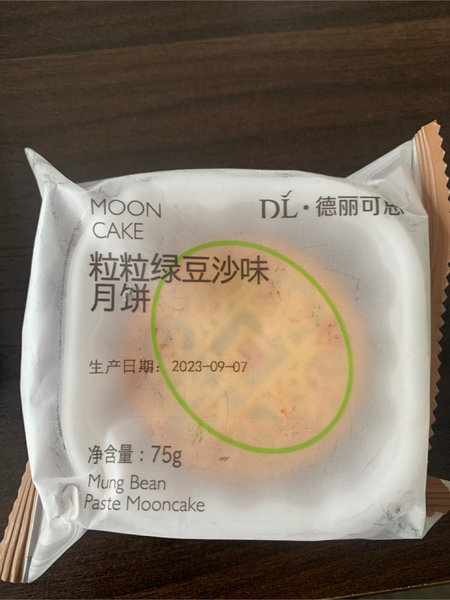 MOON
CAKE
DL·德丽可思
粒粒绿豆沙味
月饼
生产日期：2023-09-07
净含量：75g
Mung Bean
Paste Mooncake